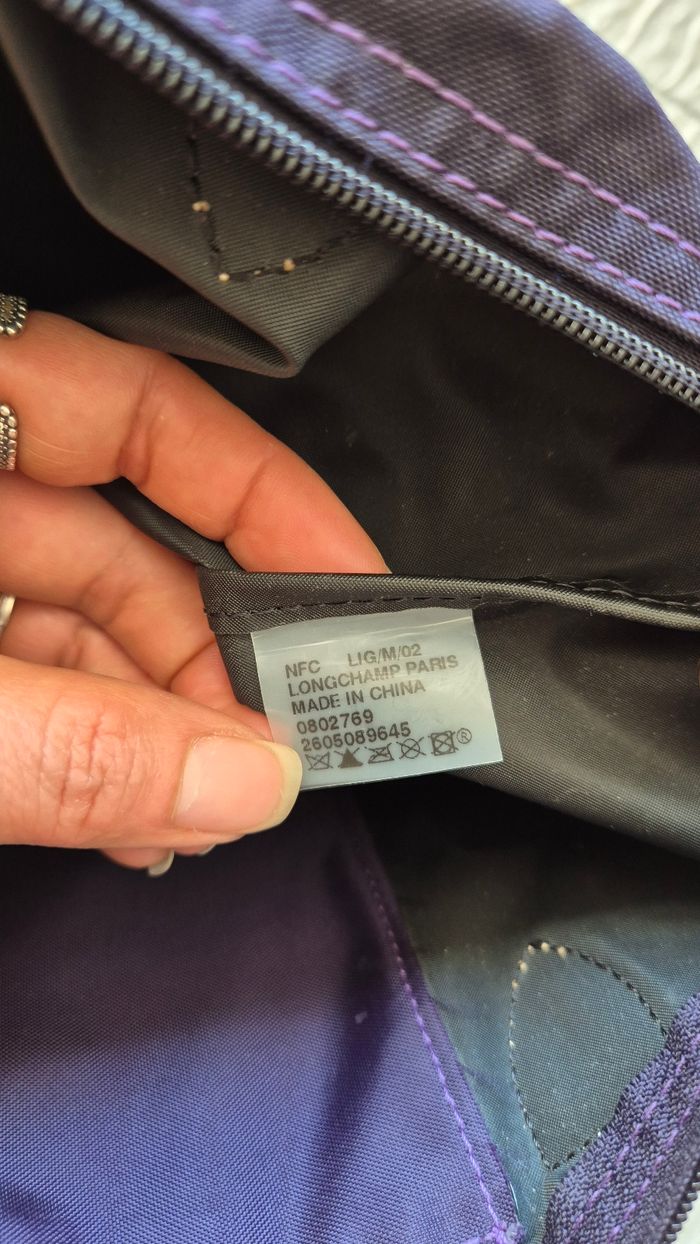 NFC LIG/M/02
LONGCHAMP PARIS
MADE IN CHINA
0802769
2605089645
®